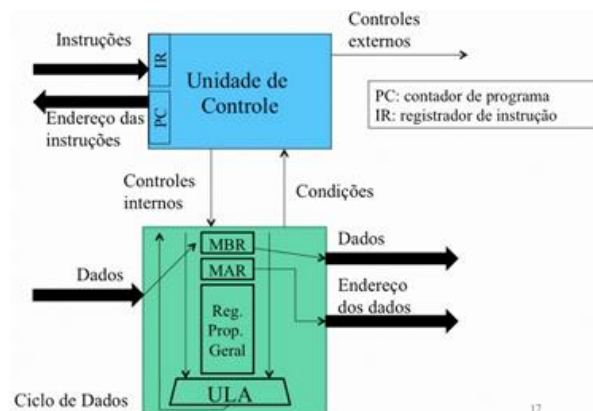 Instruções
IR
Unidade de
Controle
Controles
externos
PC
Endereço das
instruções
PC: contador de programa
IR: registrador de instrução
Controles
internos
Condições
MBR
MAR
Dados
Dados
Endereço
dos dados
Reg.
Prop.
Geral
ULA
Ciclo de Dados
17